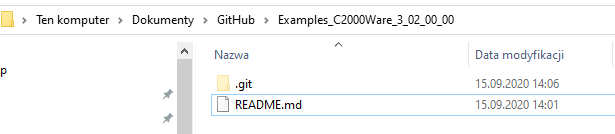 Ten komputer > Dokumenty > GitHub > Examples_C2000Ware_3_02_00_00
Nazwa Data modyfikacji
.git 15.09.2020 14:06
README.md 15.09.2020 14:01
p